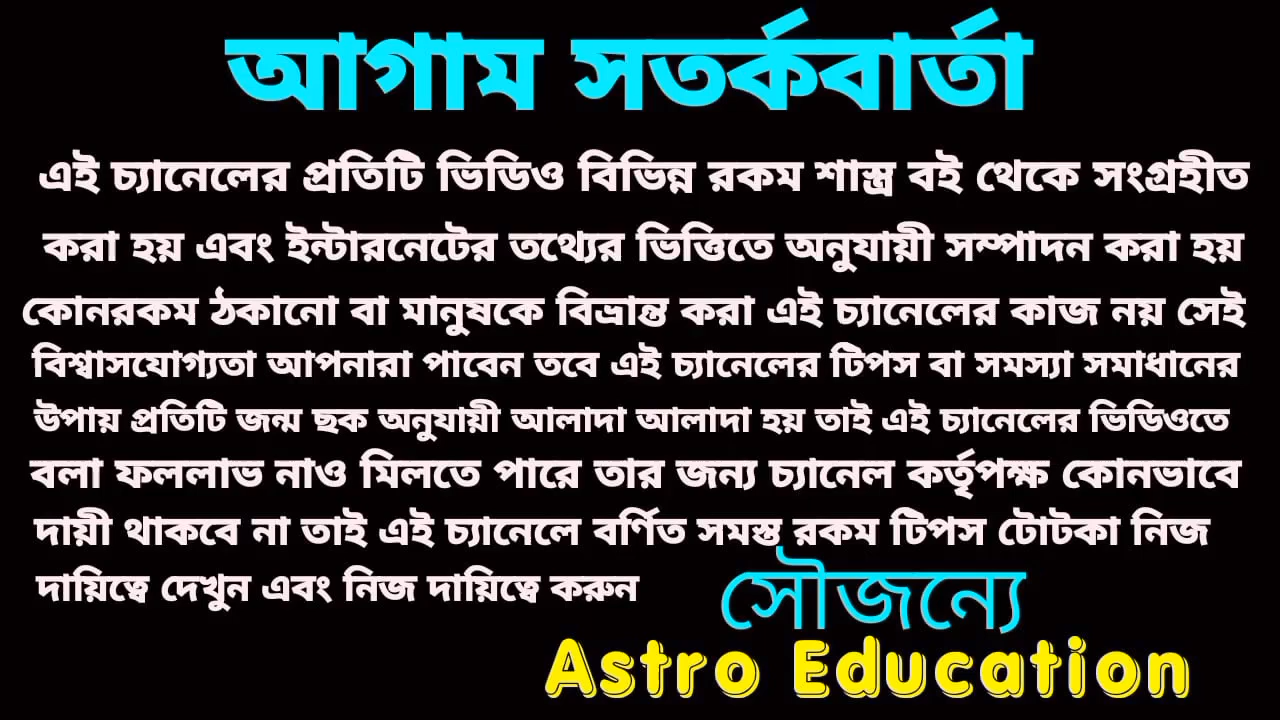 আগাম সতর্কবার্তা
এই চ্যানেলের প্রতিটি ভিডিও বিভিন্ন রকম শাস্ত্র বই থেকে সংগ্রহীত
করা হয় এবং ইন্টারনেটের তথ্যের ভিত্তিতে অনুযায়ী সম্পাদন করা হয়
কোনরকম ঠকানো বা মানুষকে বিভ্রান্ত করা এই চ্যানেলের কাজ নয় সেই
বিশ্বাসযোগ্যতা আপনারা পাবেন তবে এই চ্যানেলের টিপস বা সমস্যা সমাধানের
উপায় প্রতিটি জন্ম ছক অনুযায়ী আলাদা আলাদা হয় তাই এই চ্যানেলের ভিডিওতে
বলা ফললাভ নাও মিলতে পারে তার জন্য চ্যানেল কর্তৃপক্ষ কোনভাবে
দায়ী থাকবে না তাই এই চ্যানেলে বর্ণিত সমস্ত রকম টিপস টোটকা নিজ
দায়িত্বে দেখুন এবং নিজ দায়িত্বে করুন
সৌজন্যে
Astro Education